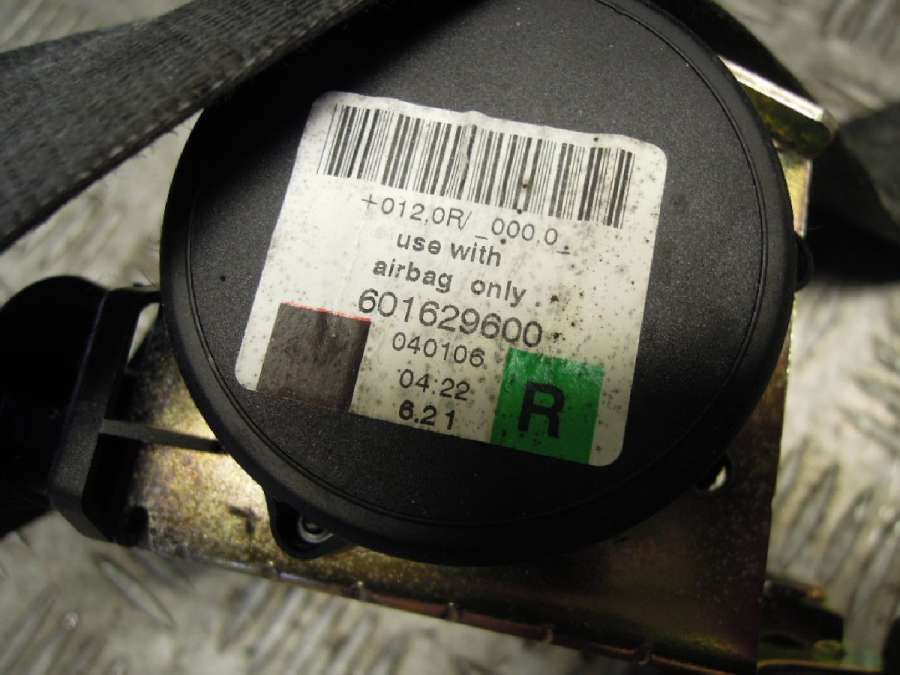 +012.0R/_000.0_
use with
airbag only
601629600
040106
04:22
6.21
R